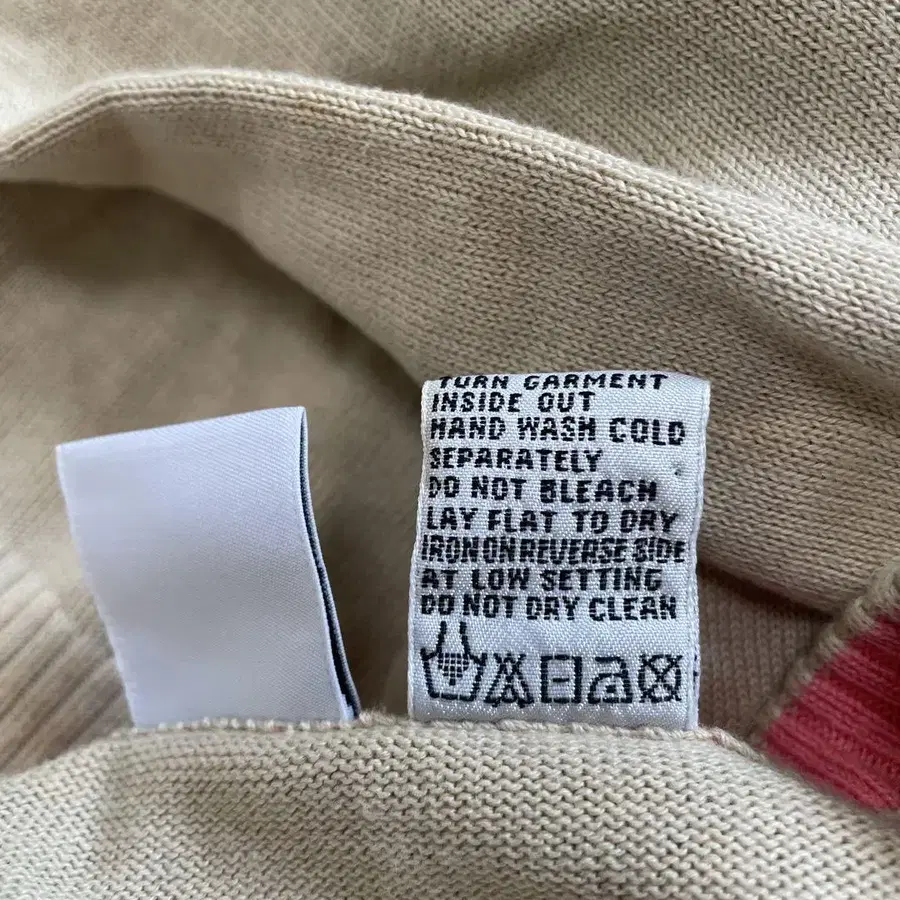 TURN GARMENT
INSIDE OUT
HAND WASH COLD
SEPARATELY
DO NOT BLEACH
LAY FLAT TO DRY
IRON ON REVERSE SIDE
AT LOW SETTING
DO NOT DRY CLEAN